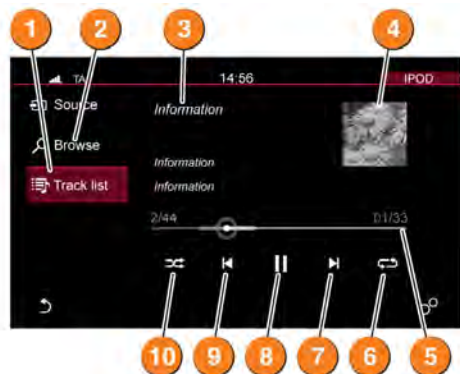 1 2 3 4
TA 14:56 IPOD
Source
Information
Browse
Information
Track list
Information
2/44 01/33
10 9 8 7 6 5